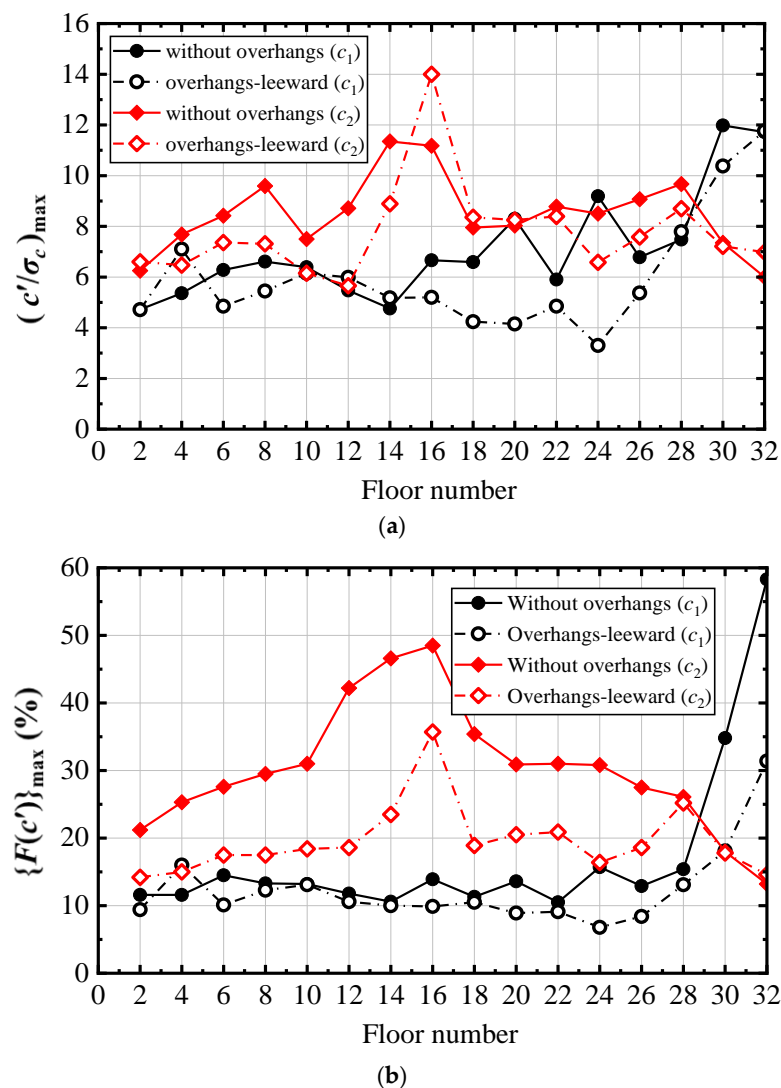 16
14
12
10
8
6
4
2
0
(c'/σc)max
without overhangs (c1)
overhangs-leeward (c1)
without overhangs (c2)
overhangs-leeward (c2)
0 2 4 6 8 10 12 14 16 18 20 22 24 26 28 30 32
Floor number
(a)
60
50
40
30
20
10
0
{F(c')}max (%)
Without overhangs (c1)
Overhangs-leeward (c1)
Without overhangs (c2)
Overhangs-leeward (c2)
0 2 4 6 8 10 12 14 16 18 20 22 24 26 28 30 32
Floor number
(b)